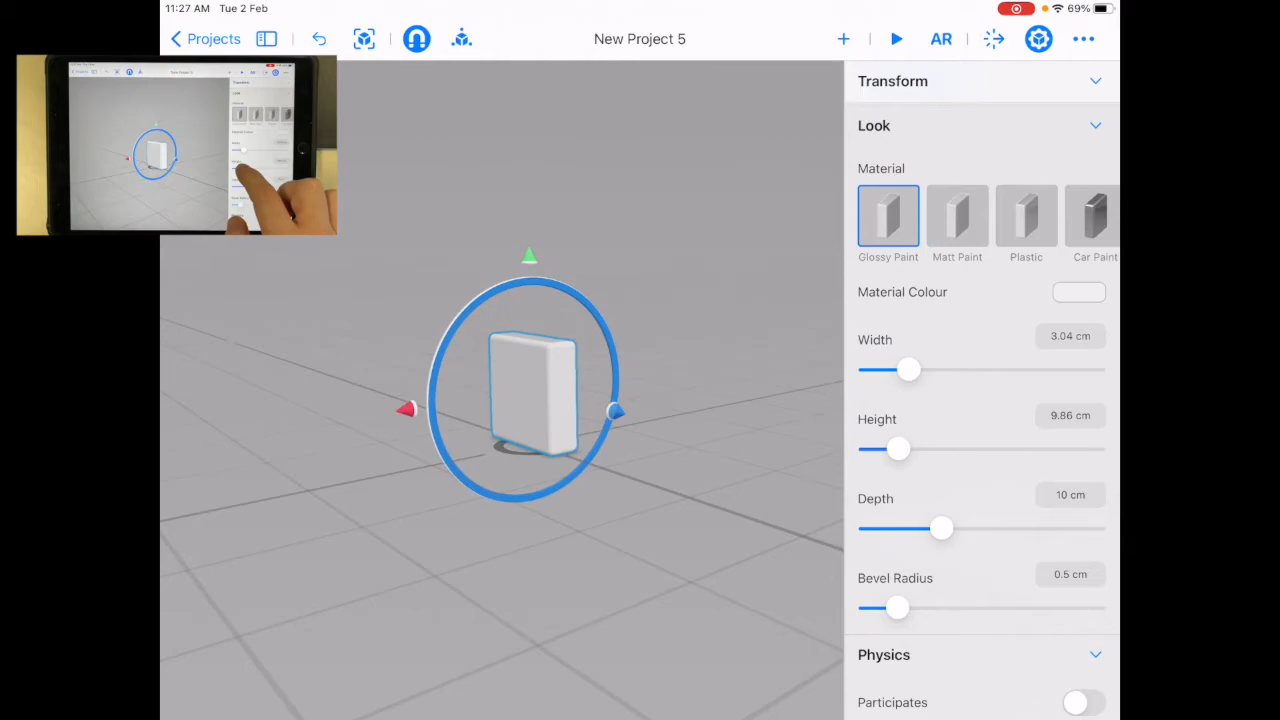 11:27 AM Tue 2 Feb
69%
Projects
New Project 5
AR
Transform
Look
Material
Glossy Paint
Matt Paint
Plastic
Car Paint
Material Colour
Width
3.04 cm
Height
9.86 cm
Depth
10 cm
Bevel Radius
0.5 cm
Physics
Participates